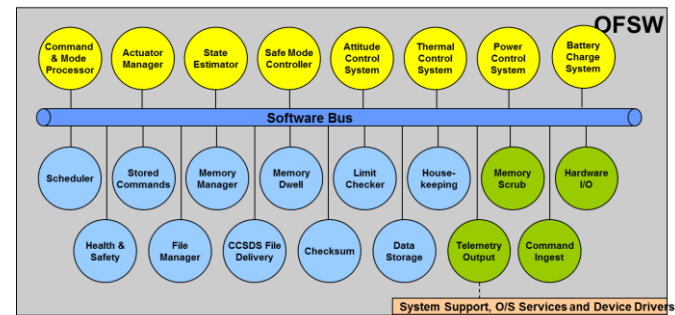 OFSW
Command
& Mode
Processor
Actuator
Manager
State
Estimator
Safe Mode
Controller
Attitude
Control
System
Thermal
Control
System
Power
Control
System
Battery
Charge
System
Software Bus
Scheduler
Stored
Commands
Memory
Manager
Memory
Dwell
Limit
Checker
House-
keeping
Memory
Scrub
Hardware
I/O
Health &
Safety
File
Manager
CCSDS File
Delivery
Checksum
Data
Storage
Telemetry
Output
Command
Ingest
System Support, O/S Services and Device Drivers